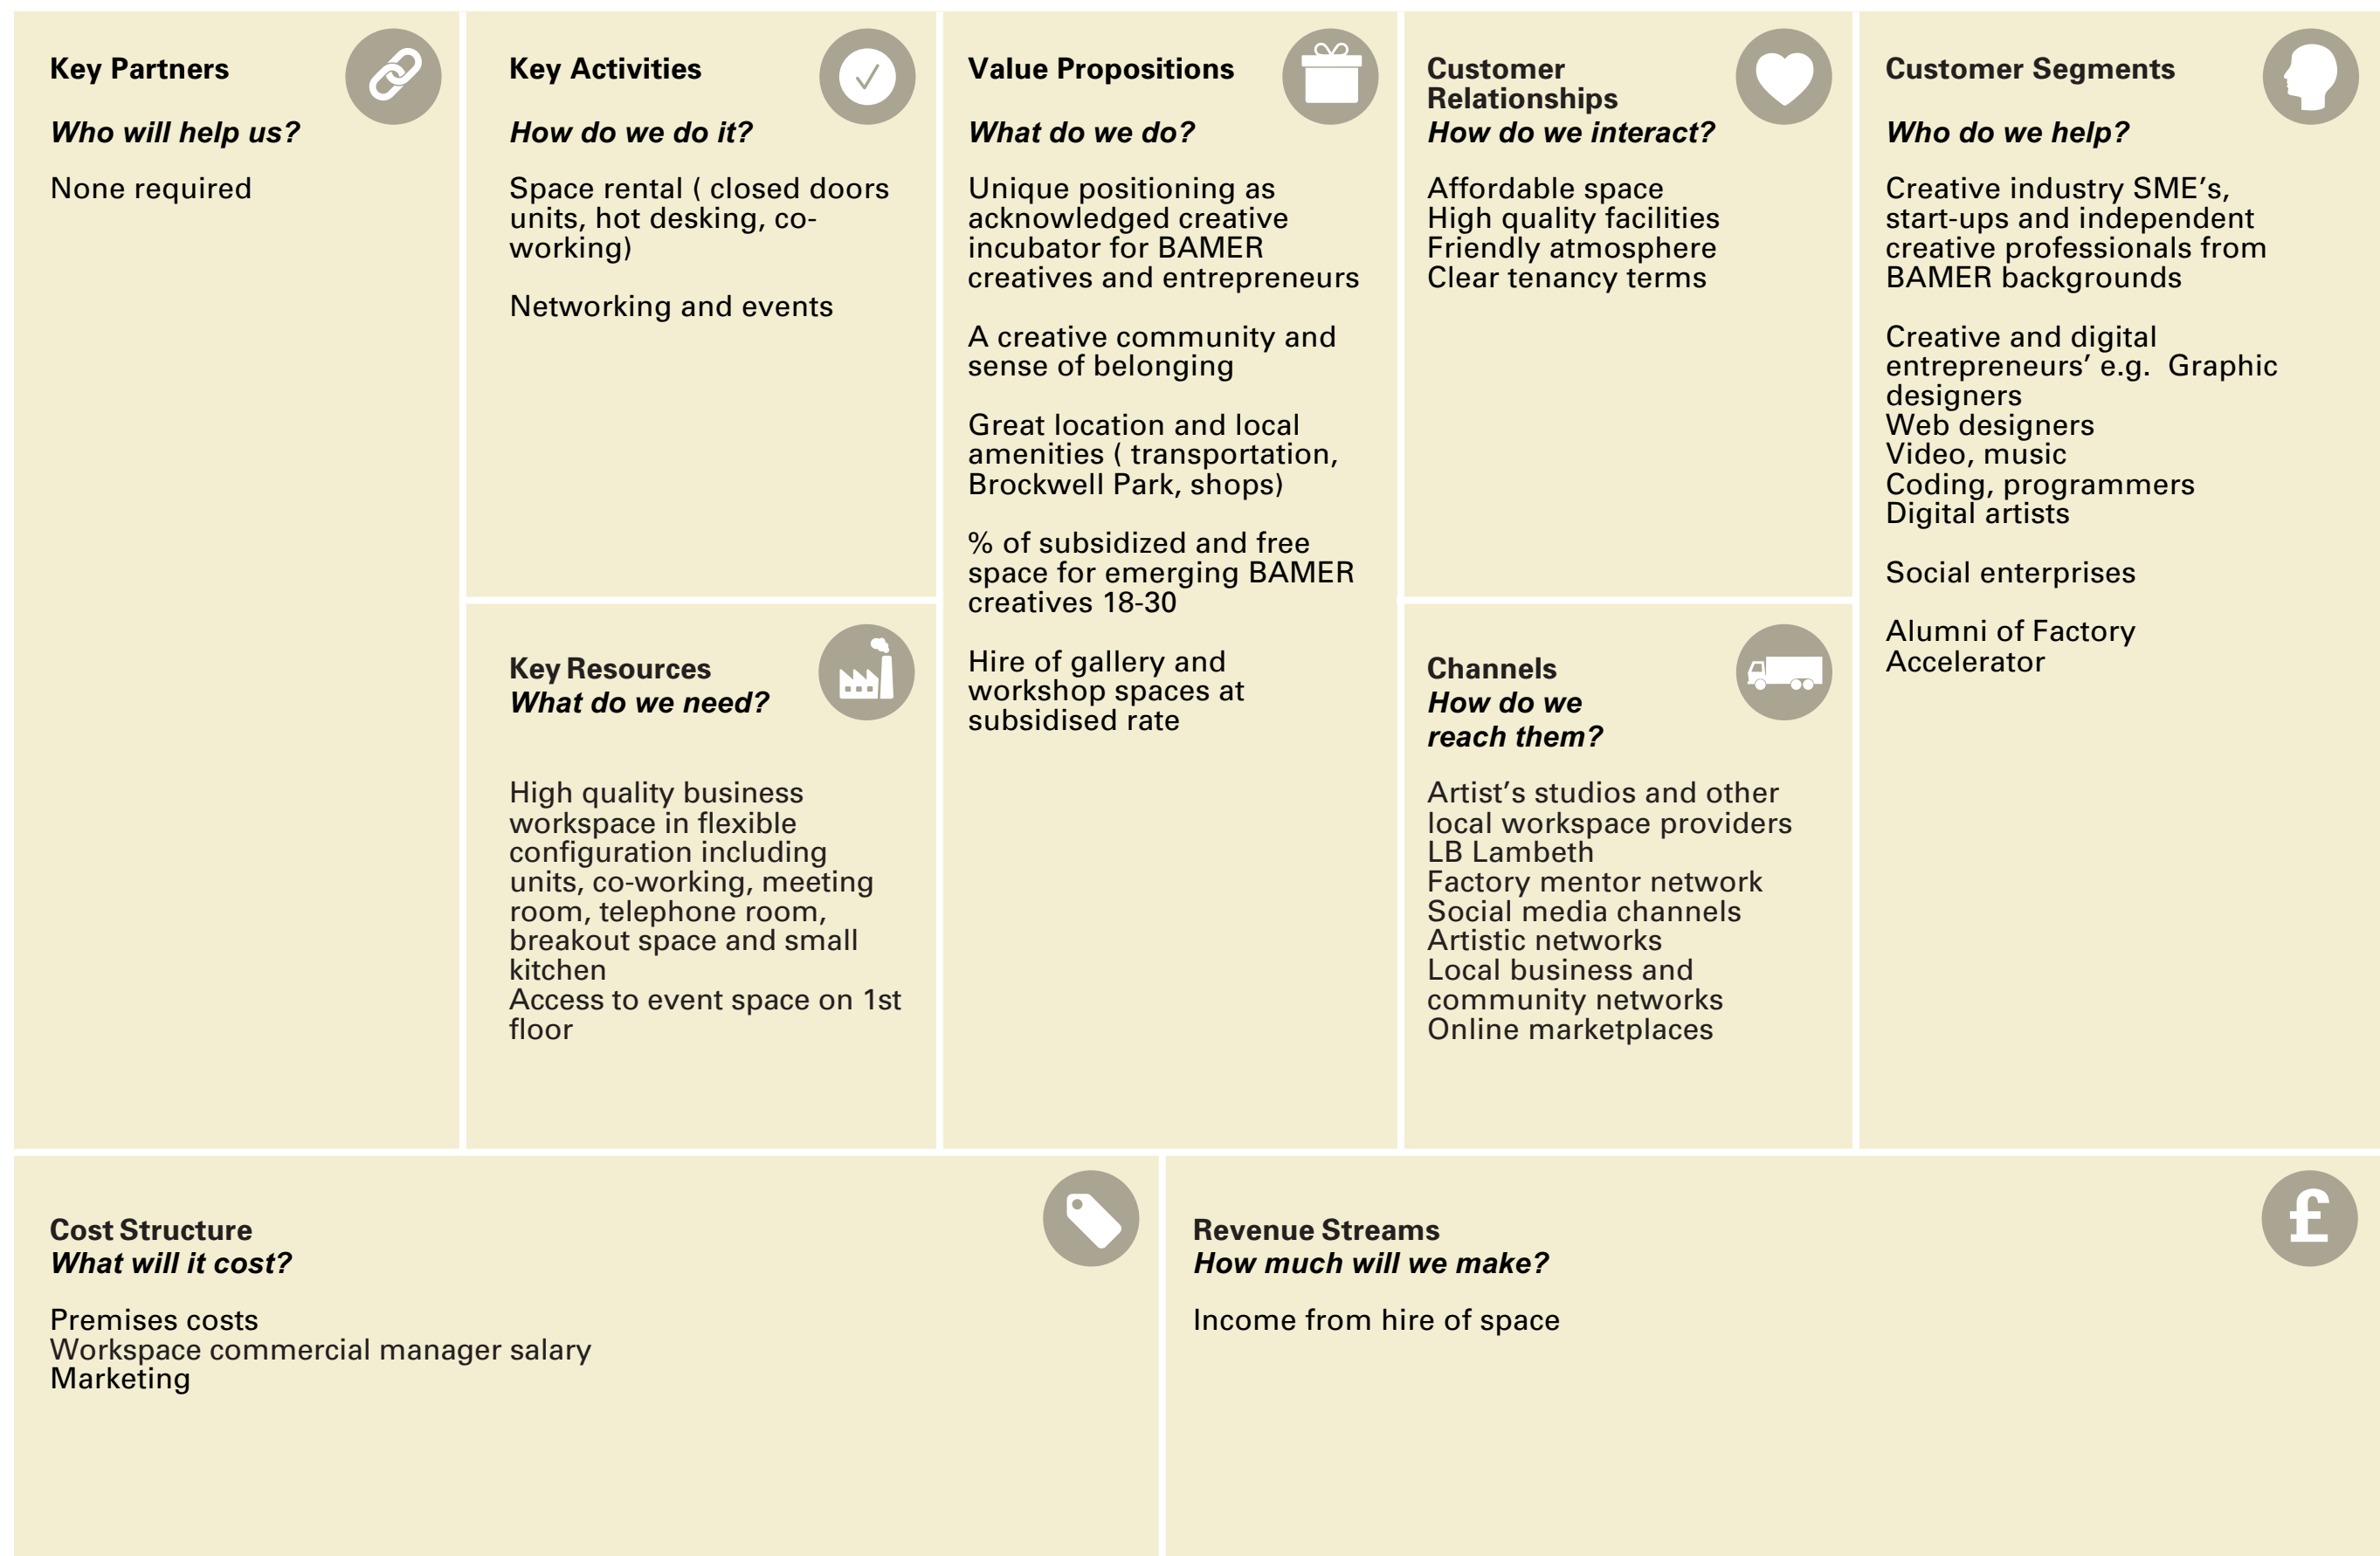 Key Partners
Who will help us?
None required
Key Activities
How do we do it?
Space rental ( closed doors
units, hot desking, co-
working)
Networking and events
Key Resources
What do we need?
High quality business
workspace in flexible
configuration including
units, co-working, meeting
room, telephone room,
breakout space and small
kitchen
Access to event space on 1st
floor
Value Propositions
What do we do?
Unique positioning as
acknowledged creative
incubator for BAMER
creatives and entrepreneurs
A creative community and
sense of belonging
Great location and local
amenities ( transportation,
Brockwell Park, shops)
% of subsidized and free
space for emerging BAMER
creatives 18-30
Hire of gallery and
workshop spaces at
subsidised rate
Customer
Relationships
How do we interact?
Affordable space
High quality facilities
Friendly atmosphere
Clear tenancy terms
Channels
How do we
reach them?
Artist’s studios and other
local workspace providers
LB Lambeth
Factory mentor network
Social media channels
Artistic networks
Local business and
community networks
Online marketplaces
Customer Segments
Who do we help?
Creative industry SME’s,
start-ups and independent
creative professionals from
BAMER backgrounds
Creative and digital
entrepreneurs’ e.g.  Graphic
designers
Web designers
Video, music
Coding, programmers
Digital artists
Social enterprises
Alumni of Factory
Accelerator
Cost Structure
What will it cost?
Premises costs
Workspace commercial manager salary
Marketing
Revenue Streams
How much will we make?
Income from hire of space
£